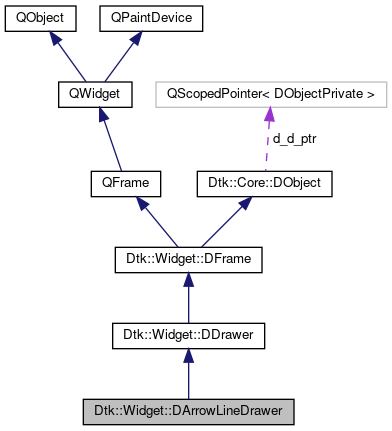 QObject
QPaintDevice
QWidget
QScopedPointer< DObjectPrivate >
d_d_ptr
QFrame
Dtk::Core::DObject
Dtk::Widget::DFrame
Dtk::Widget::DDrawer
Dtk::Widget::DArrowLineDrawer